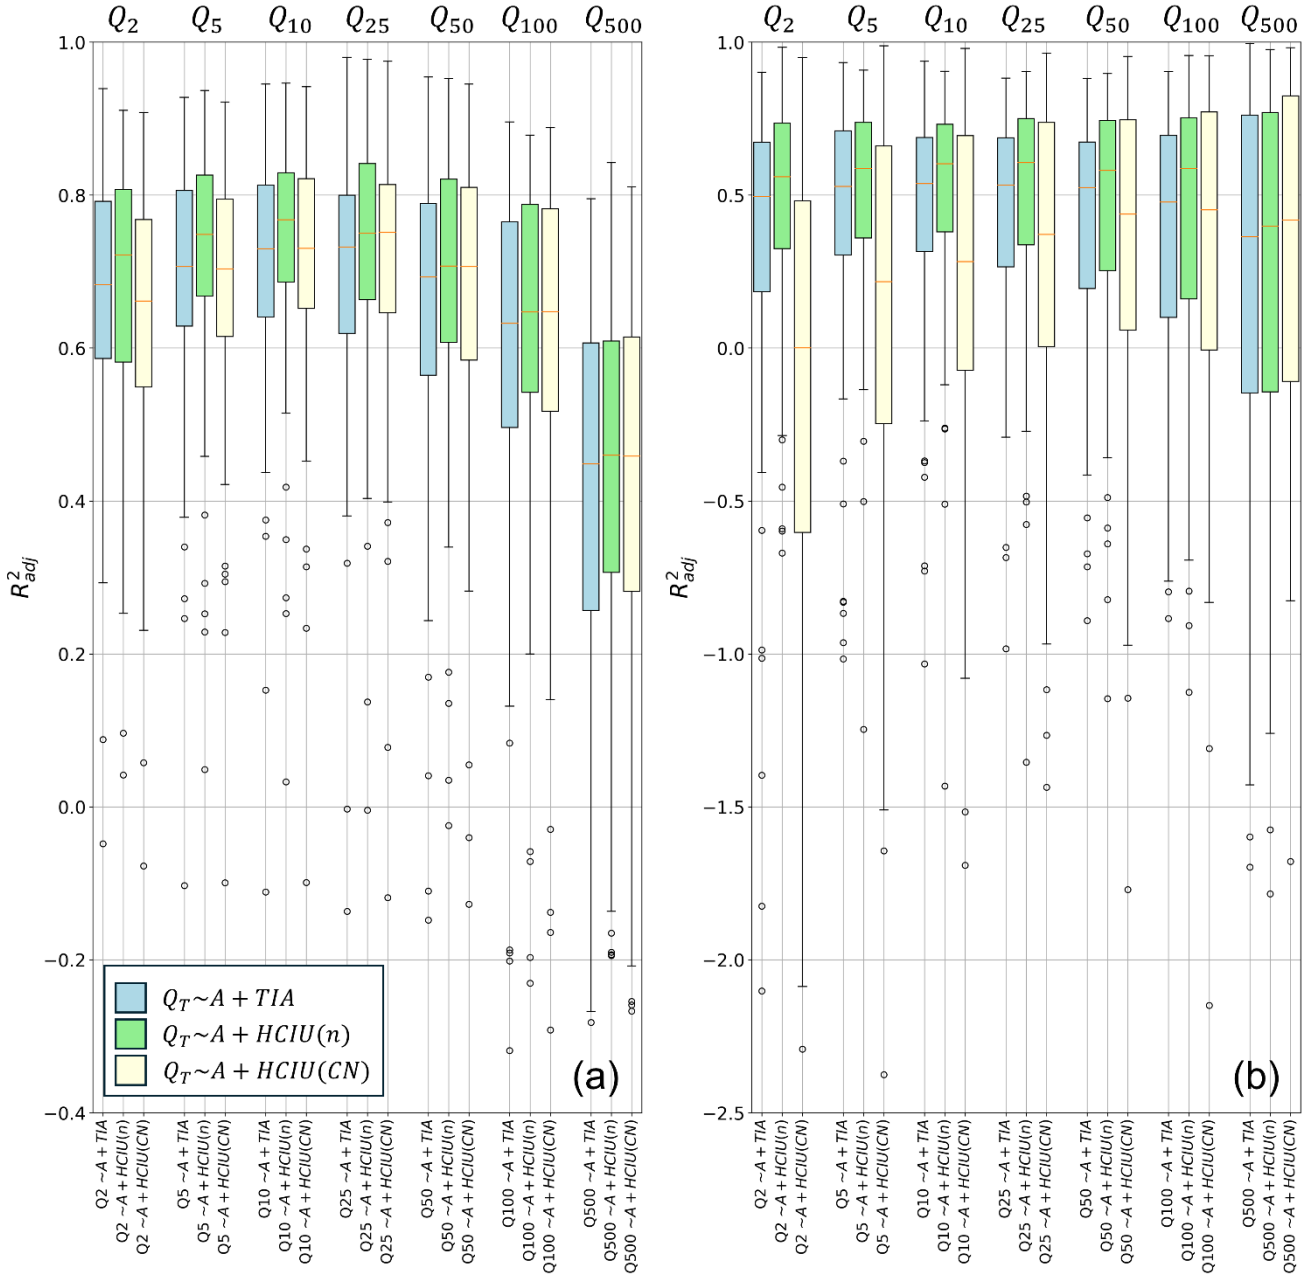 Q₂ Q₅ Q₁₀ Q₂₅ Q₅₀ Q₁₀₀ Q₅₀₀
1.0
0.8
0.6
0.4
0.2
0.0
−0.2
−0.4
R²adj
Q_T~A + TIA
Q_T~A + HCIU(n)
Q_T~A + HCIU(CN)
(a)
Q2 ~A + TIA
Q2 ~A + HCIU(n)
Q2 ~A + HCIU(CN)
Q5 ~A + TIA
Q5 ~A + HCIU(n)
Q5 ~A + HCIU(CN)
Q10 ~A + TIA
Q10 ~A + HCIU(n)
Q10 ~A + HCIU(CN)
Q25 ~A + TIA
Q25 ~A + HCIU(n)
Q25 ~A + HCIU(CN)
Q50 ~A + TIA
Q50 ~A + HCIU(n)
Q50 ~A + HCIU(CN)
Q100 ~A + TIA
Q100 ~A + HCIU(n)
Q100 ~A + HCIU(CN)
Q500 ~A + TIA
Q500 ~A + HCIU(n)
Q500 ~A + HCIU(CN)
Q₂ Q₅ Q₁₀ Q₂₅ Q₅₀ Q₁₀₀ Q₅₀₀
1.0
0.5
0.0
−0.5
−1.0
−1.5
−2.0
−2.5
R²adj
(b)
Q2 ~A + TIA
Q2 ~A + HCIU(n)
Q2 ~A + HCIU(CN)
Q5 ~A + TIA
Q5 ~A + HCIU(n)
Q5 ~A + HCIU(CN)
Q10 ~A + TIA
Q10 ~A + HCIU(n)
Q10 ~A + HCIU(CN)
Q25 ~A + TIA
Q25 ~A + HCIU(n)
Q25 ~A + HCIU(CN)
Q50 ~A + TIA
Q50 ~A + HCIU(n)
Q50 ~A + HCIU(CN)
Q100 ~A + TIA
Q100 ~A + HCIU(n)
Q100 ~A + HCIU(CN)
Q500 ~A + TIA
Q500 ~A + HCIU(n)
Q500 ~A + HCIU(CN)